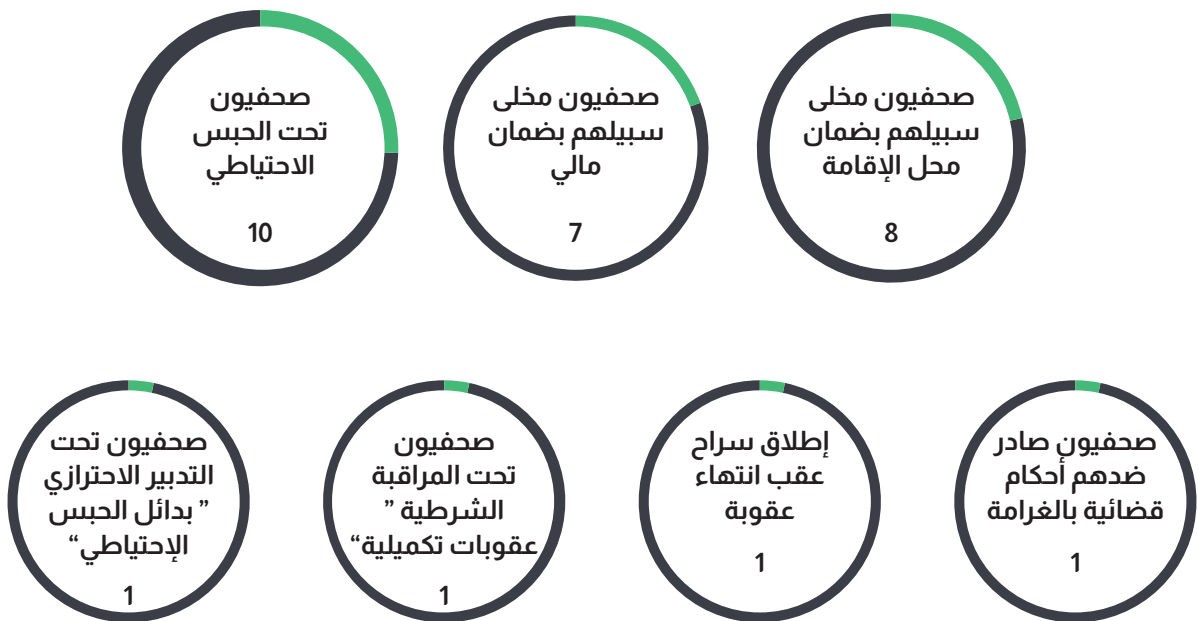 صحفيون مخلى
سبيلهم بضمان
محل الإقامة
8
صحفيون مخلى
سبيلهم بضمان
مالي
7
صحفيون
تحت الحبس
الاحتياطي
10
صحفيون صادر
ضدهم أحكام
قضائية بالغرامة
1
إطلاق سراح
عقب انتهاء
عقوبة
1
صحفيون
تحت المراقبة
الشرطية ”
عقوبات تكميلية“
1
صحفيون تحت
التدبير الاحترازي
” بدائل الحبس
الإحتياطي“
1